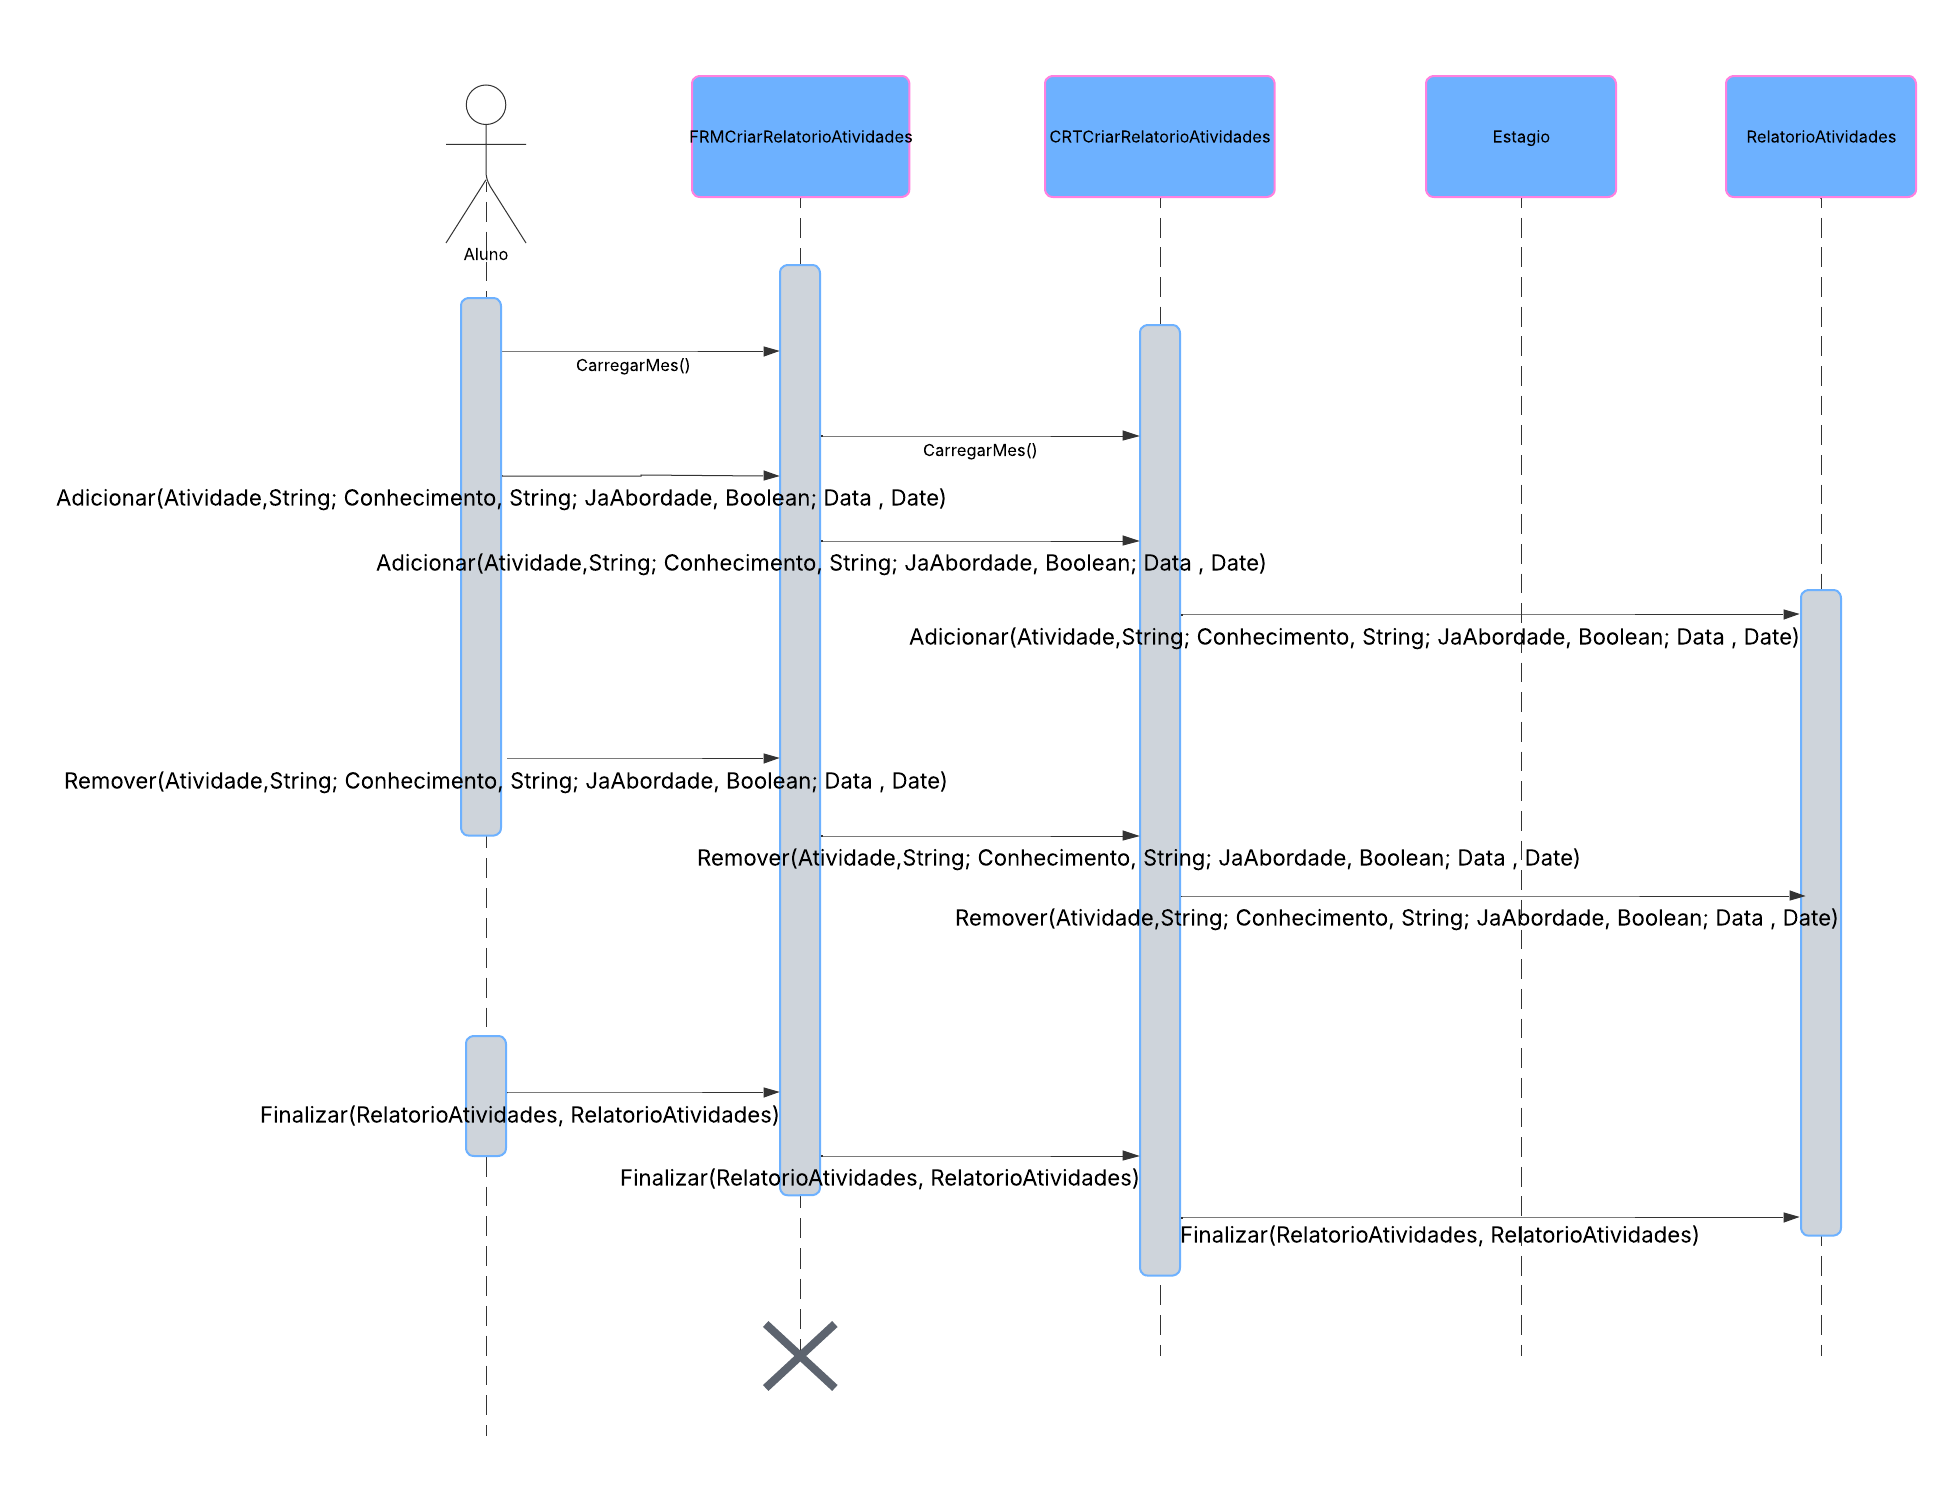 FRMCriarRelatorioAtividades
CRTCriarRelatorioAtividades
Estagio
RelatorioAtividades
Aluno
CarregarMes()
CarregarMes()
Adicionar(Atividade,String; Conhecimento, String; JaAbordade, Boolean; Data , Date)
Adicionar(Atividade,String; Conhecimento, String; JaAbordade, Boolean; Data , Date)
Adicionar(Atividade,String; Conhecimento, String; JaAbordade, Boolean; Data , Date)
Remover(Atividade,String; Conhecimento, String; JaAbordade, Boolean; Data , Date)
Remover(Atividade,String; Conhecimento, String; JaAbordade, Boolean; Data , Date)
Remover(Atividade,String; Conhecimento, String; JaAbordade, Boolean; Data , Date)
Finalizar(RelatorioAtividades, RelatorioAtividades)
Finalizar(RelatorioAtividades, RelatorioAtividades)
Finalizar(RelatorioAtividades, RelatorioAtividades)